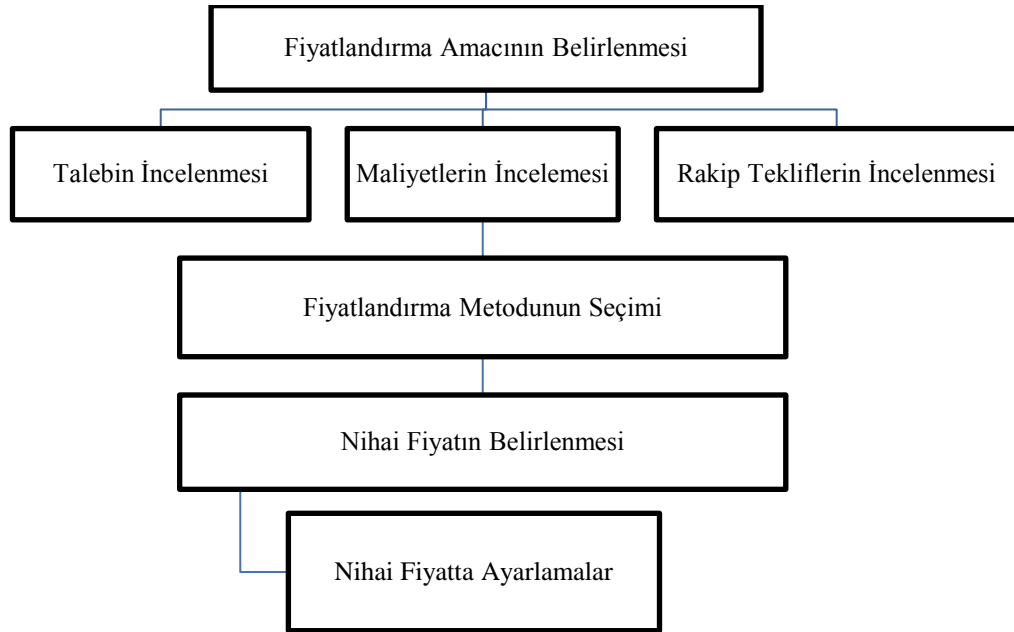 Fiyatlandırma Amacının Belirlenmesi
Talebin İncelenmesi
Maliyetlerin İncelemesi
Rakip Tekliflerin İncelenmesi
Fiyatlandırma Metodunun Seçimi
Nihai Fiyatın Belirlenmesi
Nihai Fiyatta Ayarlamalar